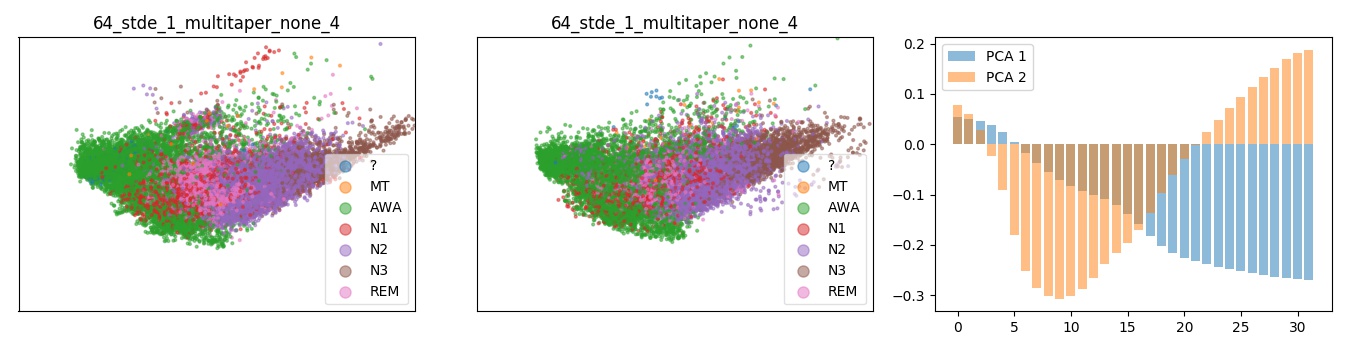 64_stde_1_multitaper_none_4
?
MT
AWA
N1
N2
N3
REM
64_stde_1_multitaper_none_4
?
MT
AWA
N1
N2
N3
REM
PCA 1
PCA 2
0.2
0.1
0.0
−0.1
−0.2
−0.3
0 5 10 15 20 25 30